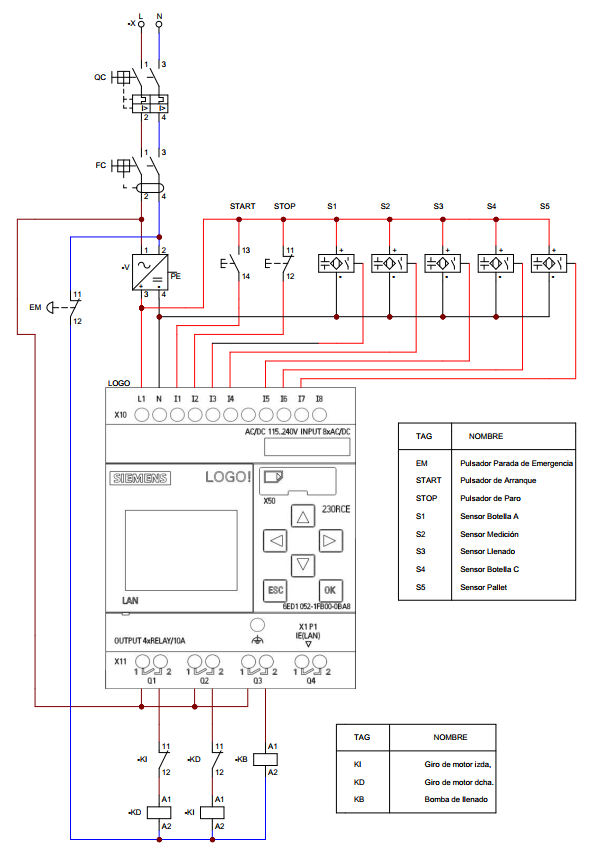 -X L N
QC 1 3
I> I>
2 4
FC 1 3
2 4
START STOP S1 S2 S3 S4 S5
-V 1 2
PE
+ -
3 4
13
14
11
12
+ + + + +
- - - - -
EM 11
12
LOGO
L1 N I1 I2 I3 I4 I5 I6 I7 I8
X10
AC/DC 115..240V INPUT 8xAC/DC
SIEMENS LOGO!
X50
230RCE
ESC OK
6ED1 052-1FB00-0BA8
LAN
OUTPUT 4xRELAY/10A
X1 P1
IE(LAN)
X11
1 2 1 2 1 2 1 2
Q1 Q2 Q3 Q4
-KI 11
12
-KD 11
12
-KB A1
A2
-KD A1
A2
-KI A1
A2
TAG NOMBRE
EM Pulsador Parada de Emergencia
START Pulsador de Arranque
STOP Pulsador de Paro
S1 Sensor Botella A
S2 Sensor Medición
S3 Sensor Llenado
S4 Sensor Botella C
S5 Sensor Pallet
TAG NOMBRE
KI Giro de motor izda,
KD Giro de motor dcha.
KB Bomba de llenado